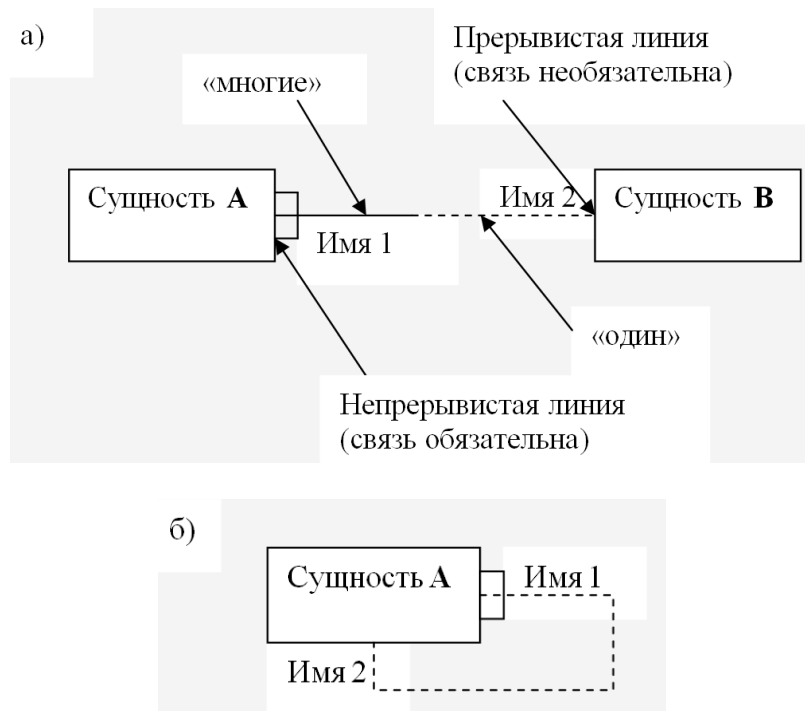 а)
Прерывистая линия
(связь необязательна)
«многие»
Сущность А
Имя 1
Имя 2
Сущность В
«один»
Непрерывистая линия
(связь обязательна)
б)
Сущность А
Имя 1
Имя 2